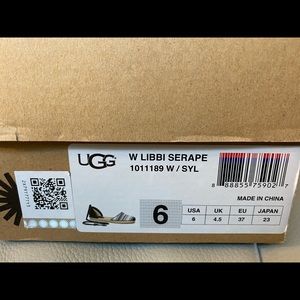 UGG
W LIBBI SERAPE
1011189 W / SYL
8 88855 75902 7
MADE IN CHINA
6
USA UK EU JAPAN
6 4.5 37 23